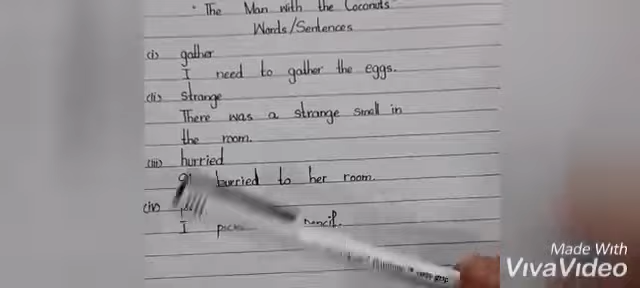 • The Man with the Coconuts
Words/Sentences
(i) gather
I need to gather the eggs.
(ii) strange
There was a strange smell in
the room.
(iii) hurried
hurried to her room.
(iv)
I pencil.
Made With
VivaVideo